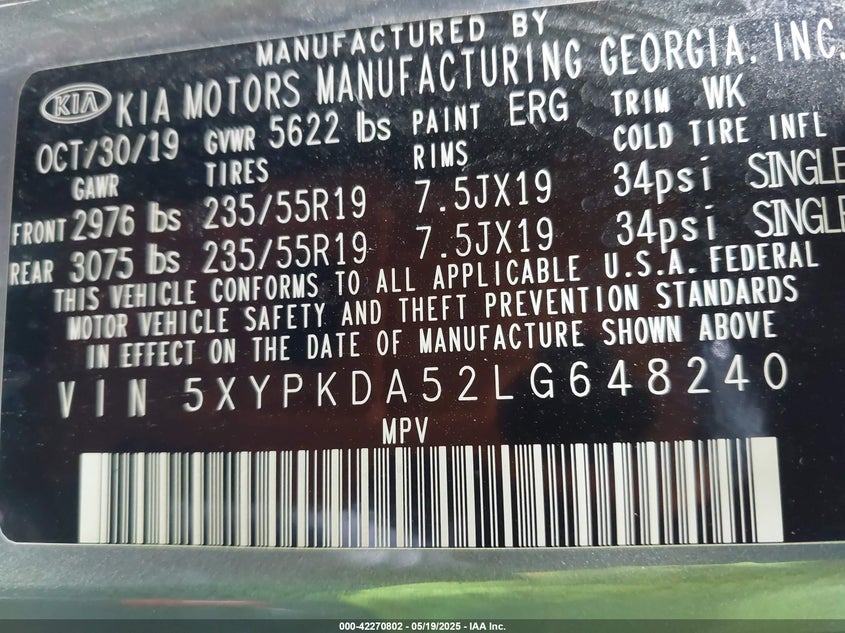 MANUFACTURED BY
KIA KIA MOTORS MANUFACTURING GEORGIA, INC.
OCT/30/19 GVWR 5622 lbs PAINT ERG TRIM WK
GAWR TIRES RIMS COLD TIRE INFL
FRONT 2976 lbs 235/55R19 7.5JX19 34psi SINGLE
REAR 3075 lbs 235/55R19 7.5JX19 34psi SINGLE
THIS VEHICLE CONFORMS TO ALL APPLICABLE U.S.A. FEDERAL
MOTOR VEHICLE SAFETY AND THEFT PREVENTION STANDARDS
IN EFFECT ON THE DATE OF MANUFACTURE SHOWN ABOVE
VIN 5XYPKDA52LG648240
MPV
000-42270802 - 05/19/2025 - IAA Inc.